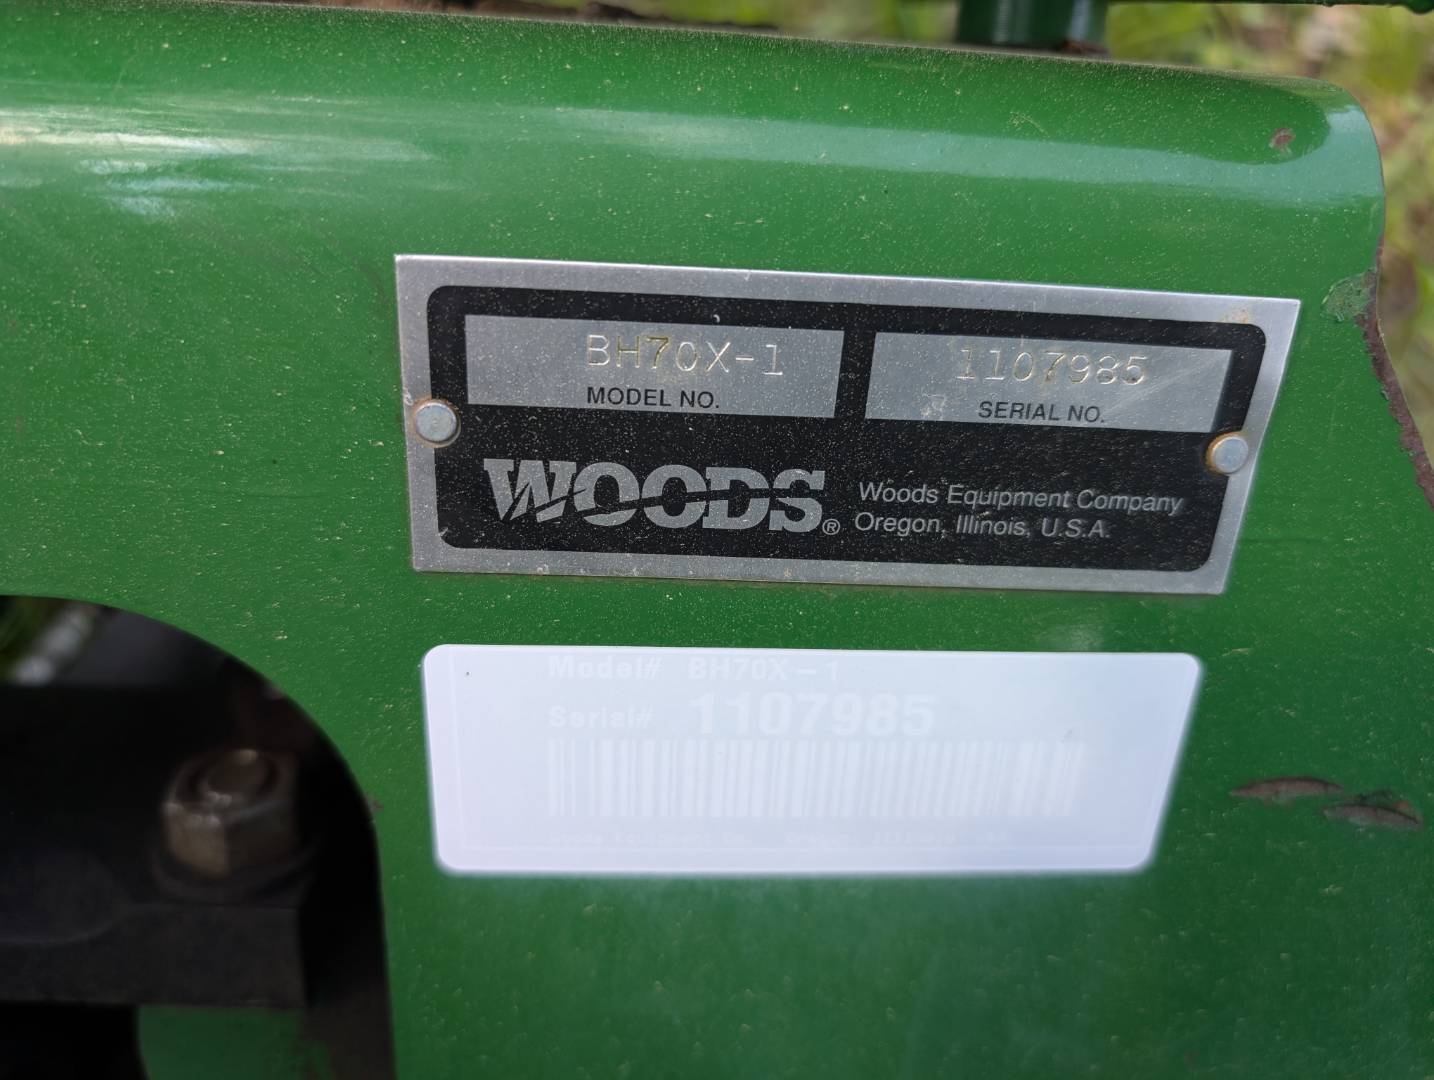 BH70X-1
MODEL NO.
1107985
SERIAL NO.
WOODS®
Woods Equipment Company
Oregon, Illinois, U.S.A.
Model# BH70X-1
Serial# 1107985